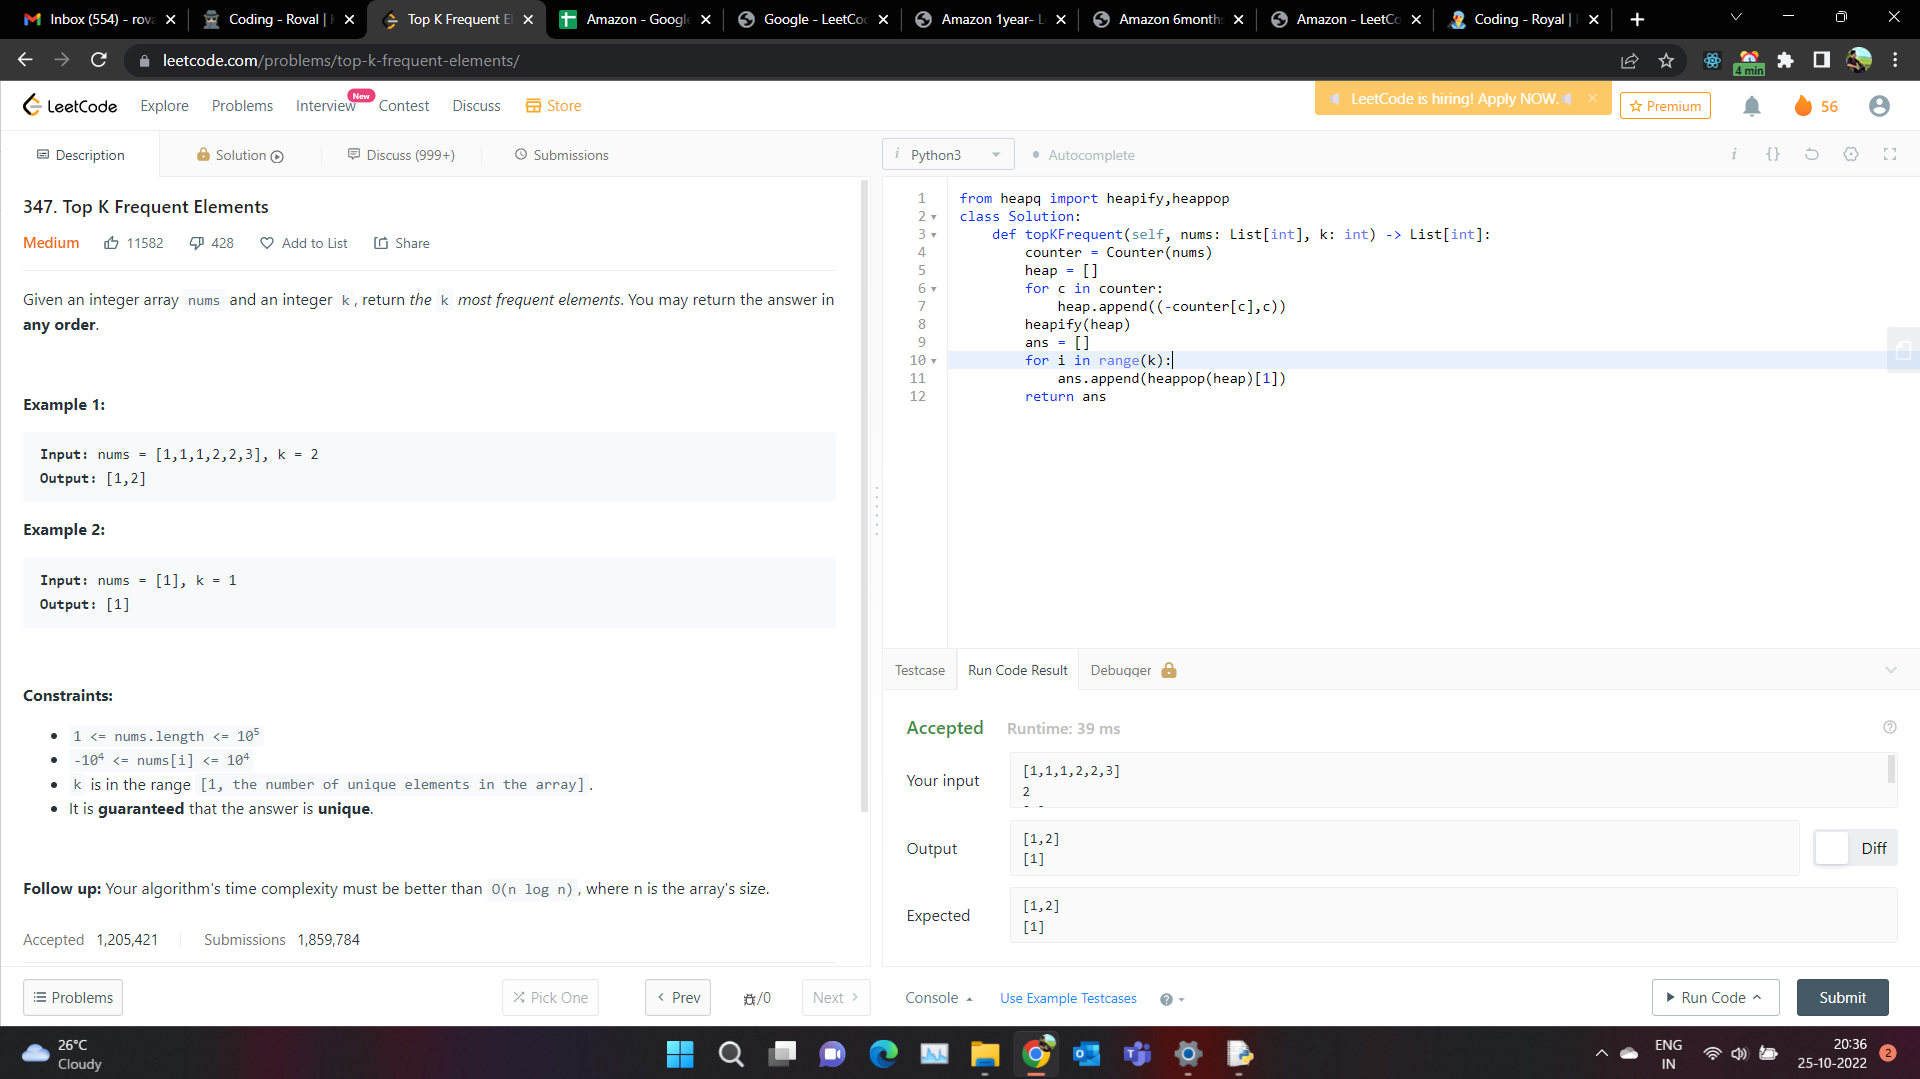 Inbox (554) - rova
Coding - Roval |
Top K Frequent El
Amazon - Google
Google - LeetCod
Amazon 1year- L
Amazon 6months
Amazon - LeetCo
Coding - Royal |
leetcode.com/problems/top-k-frequent-elements/
4 min
LeetCode
Explore
Problems
Interview
New
Contest
Discuss
Store
LeetCode is hiring! Apply NOW.
Premium
56
Description
Solution
Discuss (999+)
Submissions
Python3
Autocomplete
347. Top K Frequent Elements
Medium
11582
428
Add to List
Share
Given an integer array nums and an integer k, return the k most frequent elements. You may return the answer in
any order.
Example 1:
Input: nums = [1,1,1,2,2,3], k = 2
Output: [1,2]
Example 2:
Input: nums = [1], k = 1
Output: [1]
Constraints:
1 <= nums.length <= 10⁵
-10⁴ <= nums[i] <= 10⁴
k is in the range [1, the number of unique elements in the array].
It is guaranteed that the answer is unique.
Follow up: Your algorithm's time complexity must be better than O(n log n), where n is the array's size.
Accepted 1,205,421
Submissions 1,859,784
Problems
Pick One
Prev
/0
Next
1 from heapq import heapify,heappop
2 class Solution:
3 def topKFrequent(self, nums: List[int], k: int) -> List[int]:
4 counter = Counter(nums)
5 heap = []
6 for c in counter:
7 heap.append((-counter[c],c))
8 heapify(heap)
9 ans = []
10 for i in range(k):
11 ans.append(heappop(heap)[1])
12 return ans
Testcase
Run Code Result
Debugger
Accepted
Runtime: 39 ms
Your input
[1,1,1,2,2,3]
2
Output
[1,2]
[1]
Diff
Expected
[1,2]
[1]
Console
Use Example Testcases
Run Code
Submit
26°C
Cloudy
ENG
IN
20:36
25-10-2022
2